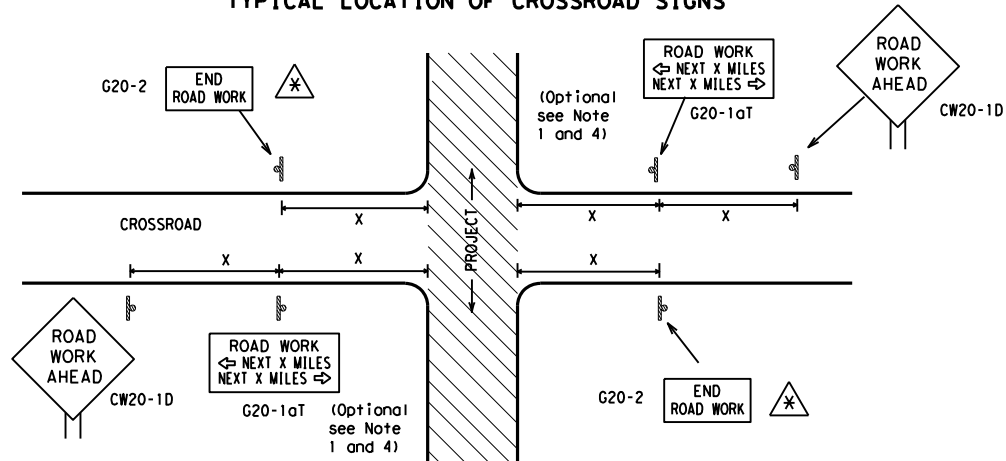 TYPICAL LOCATION OF CROSSROAD SIGNS
G20-2
END
ROAD WORK
*
(Optional
see Note
1 and 4)
ROAD WORK
⇦ NEXT X MILES
NEXT X MILES ⇨
G20-1aT
ROAD
WORK
AHEAD
CW20-1D
CROSSROAD
X
X
X
PROJECT
X
X
X
ROAD
WORK
AHEAD
CW20-1D
ROAD WORK
⇦ NEXT X MILES
NEXT X MILES ⇨
G20-1aT
(Optional
see Note
1 and 4)
G20-2
END
ROAD WORK
*